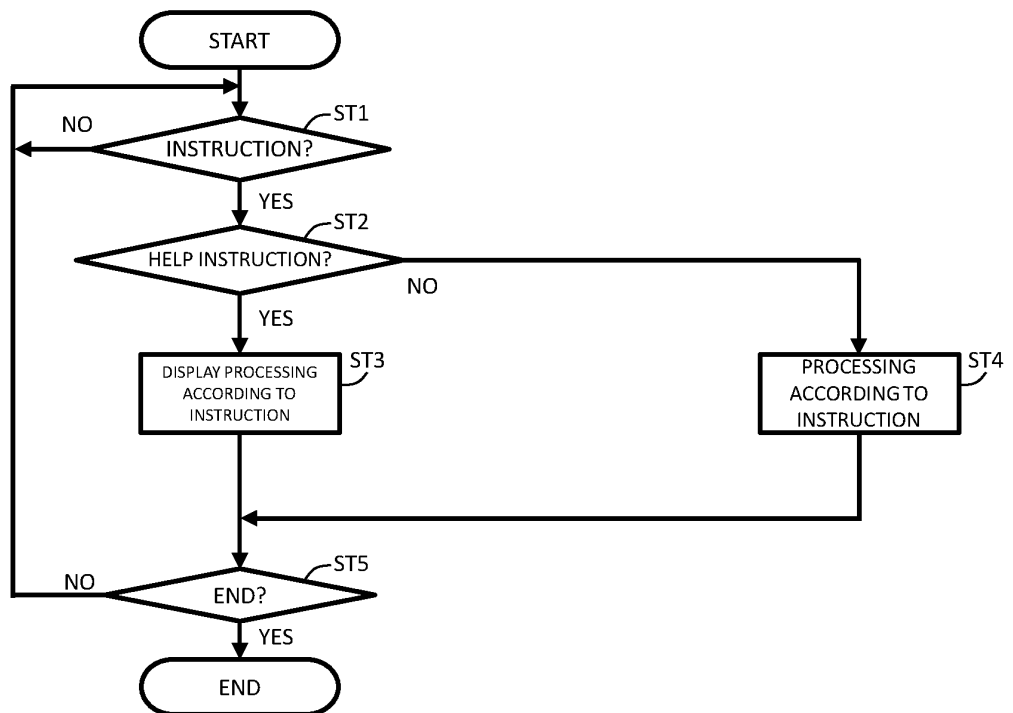 START
ST1
NO
INSTRUCTION?
YES
ST2
HELP INSTRUCTION?
NO
YES
ST3
DISPLAY PROCESSING
ACCORDING TO
INSTRUCTION
ST4
PROCESSING
ACCORDING TO
INSTRUCTION
ST5
NO
END?
YES
END